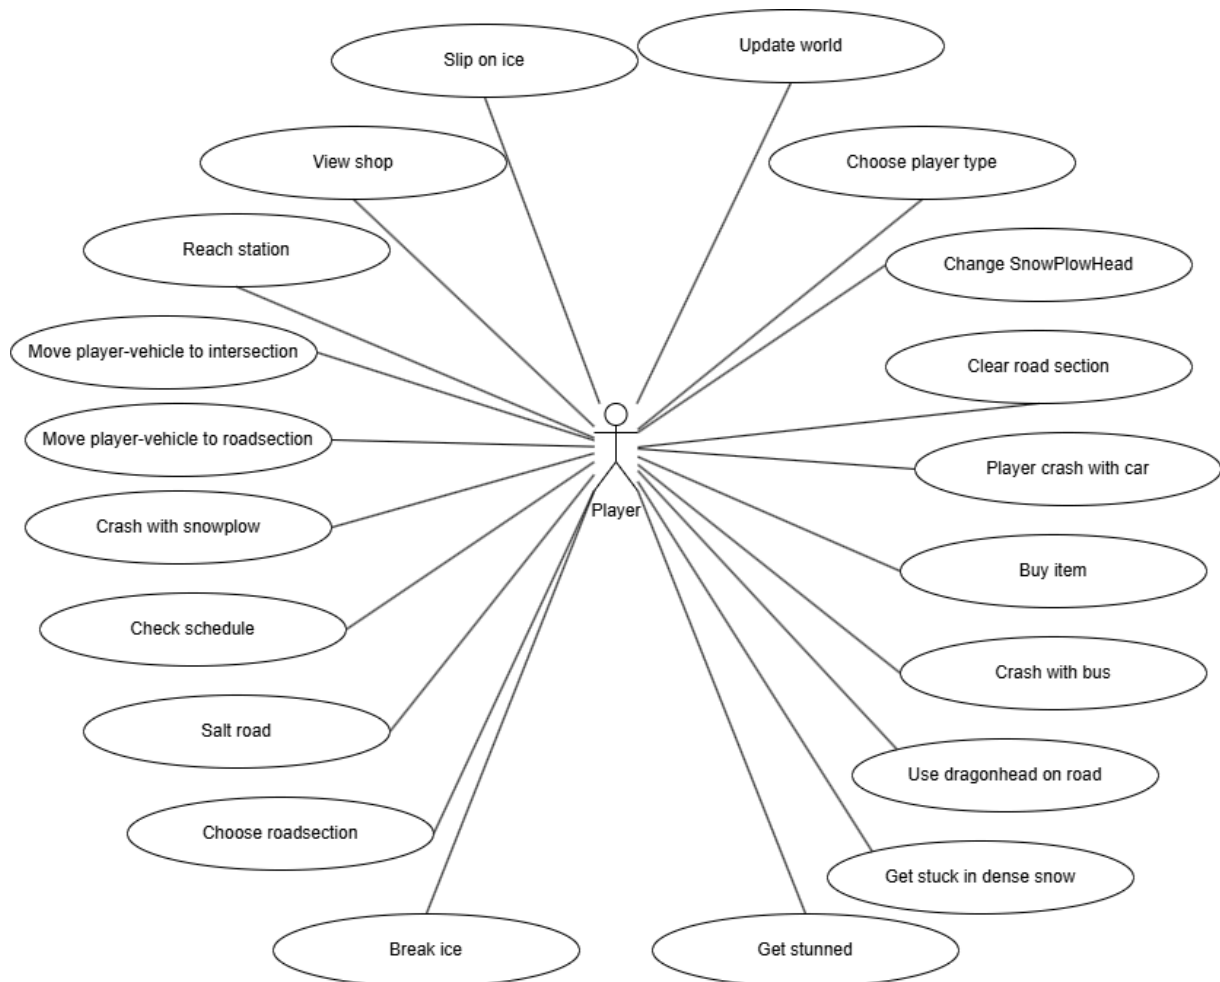 Update world
Slip on ice
View shop
Choose player type
Reach station
Change SnowPlowHead
Move player-vehicle to intersection
Clear road section
Move player-vehicle to roadsection
Player crash with car
Player
Crash with snowplow
Buy item
Check schedule
Crash with bus
Salt road
Use dragonhead on road
Choose roadsection
Get stuck in dense snow
Break ice
Get stunned